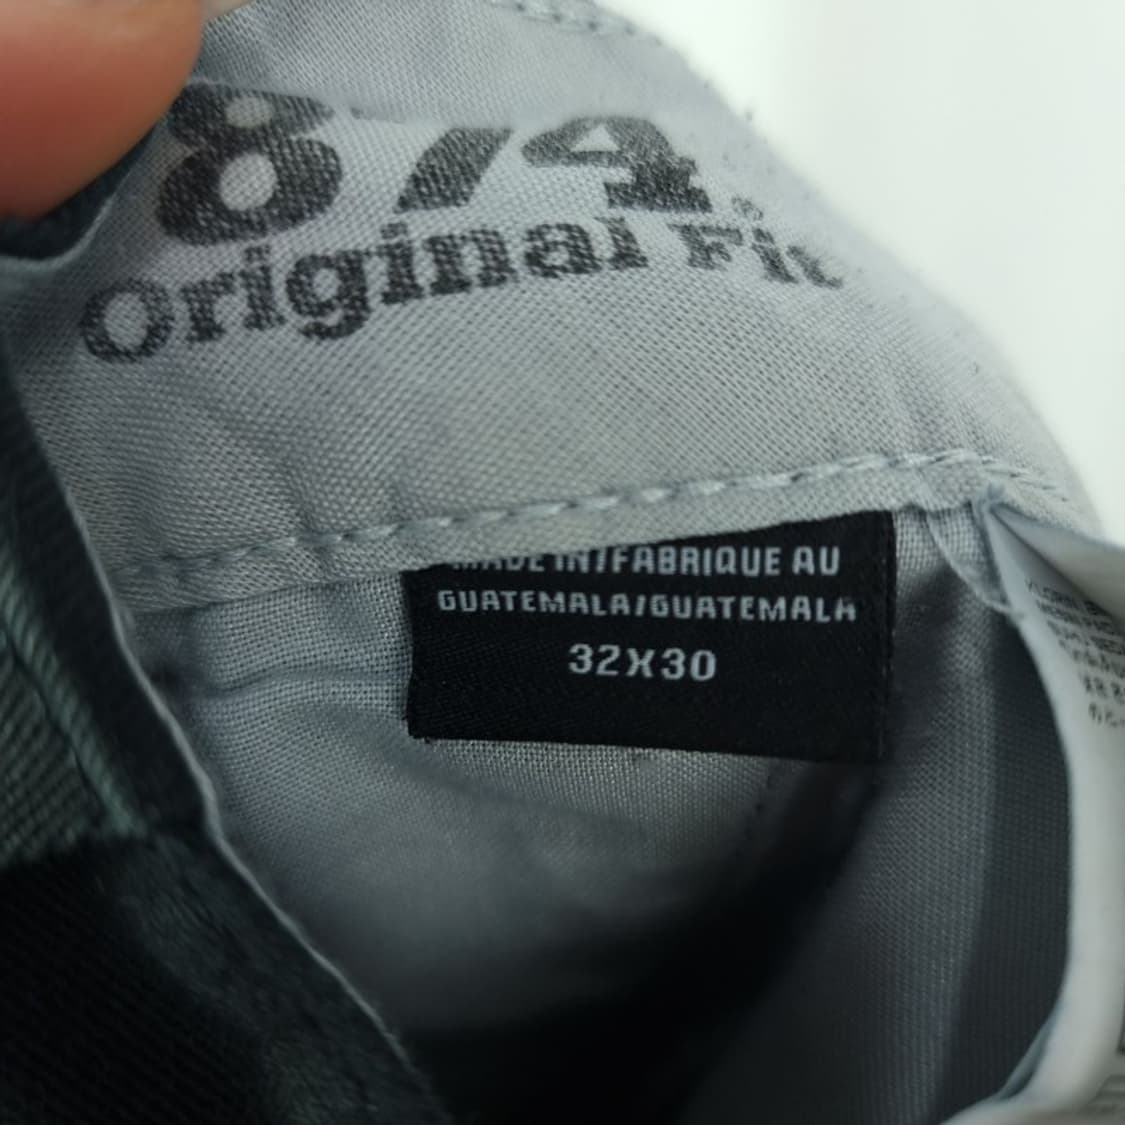 874®
Original Fit
MADE IN/FABRIQUE AU
GUATEMALA/GUATEMALA
32X30